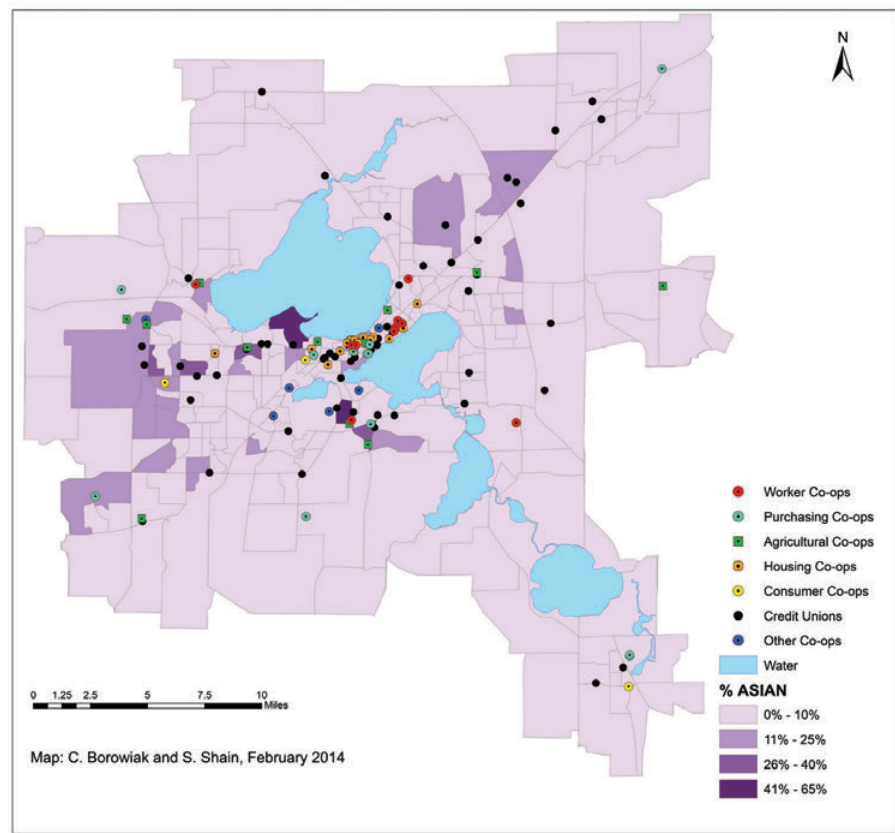 N
Worker Co-ops
Purchasing Co-ops
Agricultural Co-ops
Housing Co-ops
Consumer Co-ops
Credit Unions
Other Co-ops
Water
% ASIAN
0% - 10%
11% - 25%
26% - 40%
41% - 65%
0 1.25 2.5 5 7.5 10
Miles
Map: C. Borowiak and S. Shain, February 2014